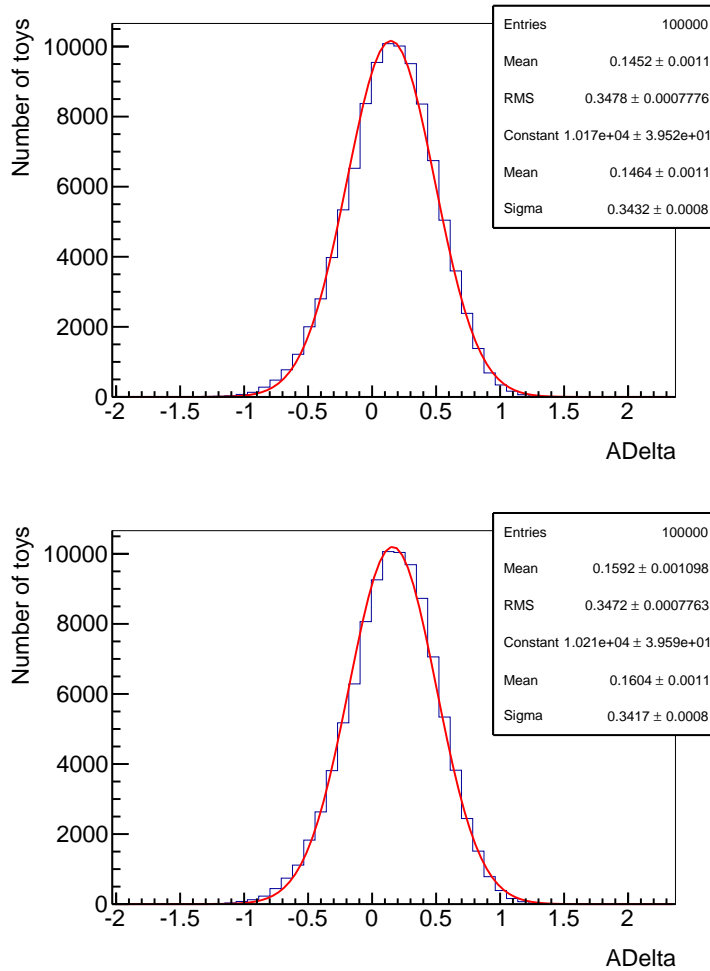 Number of toys
10000
8000
6000
4000
2000
0
-2 -1.5 -1 -0.5 0 0.5 1 1.5 2
ADelta
Entries 100000
Mean 0.1452 ± 0.0011
RMS 0.3478 ± 0.0007776
Constant 1.017e+04 ± 3.952e+01
Mean 0.1464 ± 0.0011
Sigma 0.3432 ± 0.0008
Number of toys
10000
8000
6000
4000
2000
0
-2 -1.5 -1 -0.5 0 0.5 1 1.5 2
ADelta
Entries 100000
Mean 0.1592 ± 0.001098
RMS 0.3472 ± 0.0007763
Constant 1.021e+04 ± 3.959e+01
Mean 0.1604 ± 0.0011
Sigma 0.3417 ± 0.0008